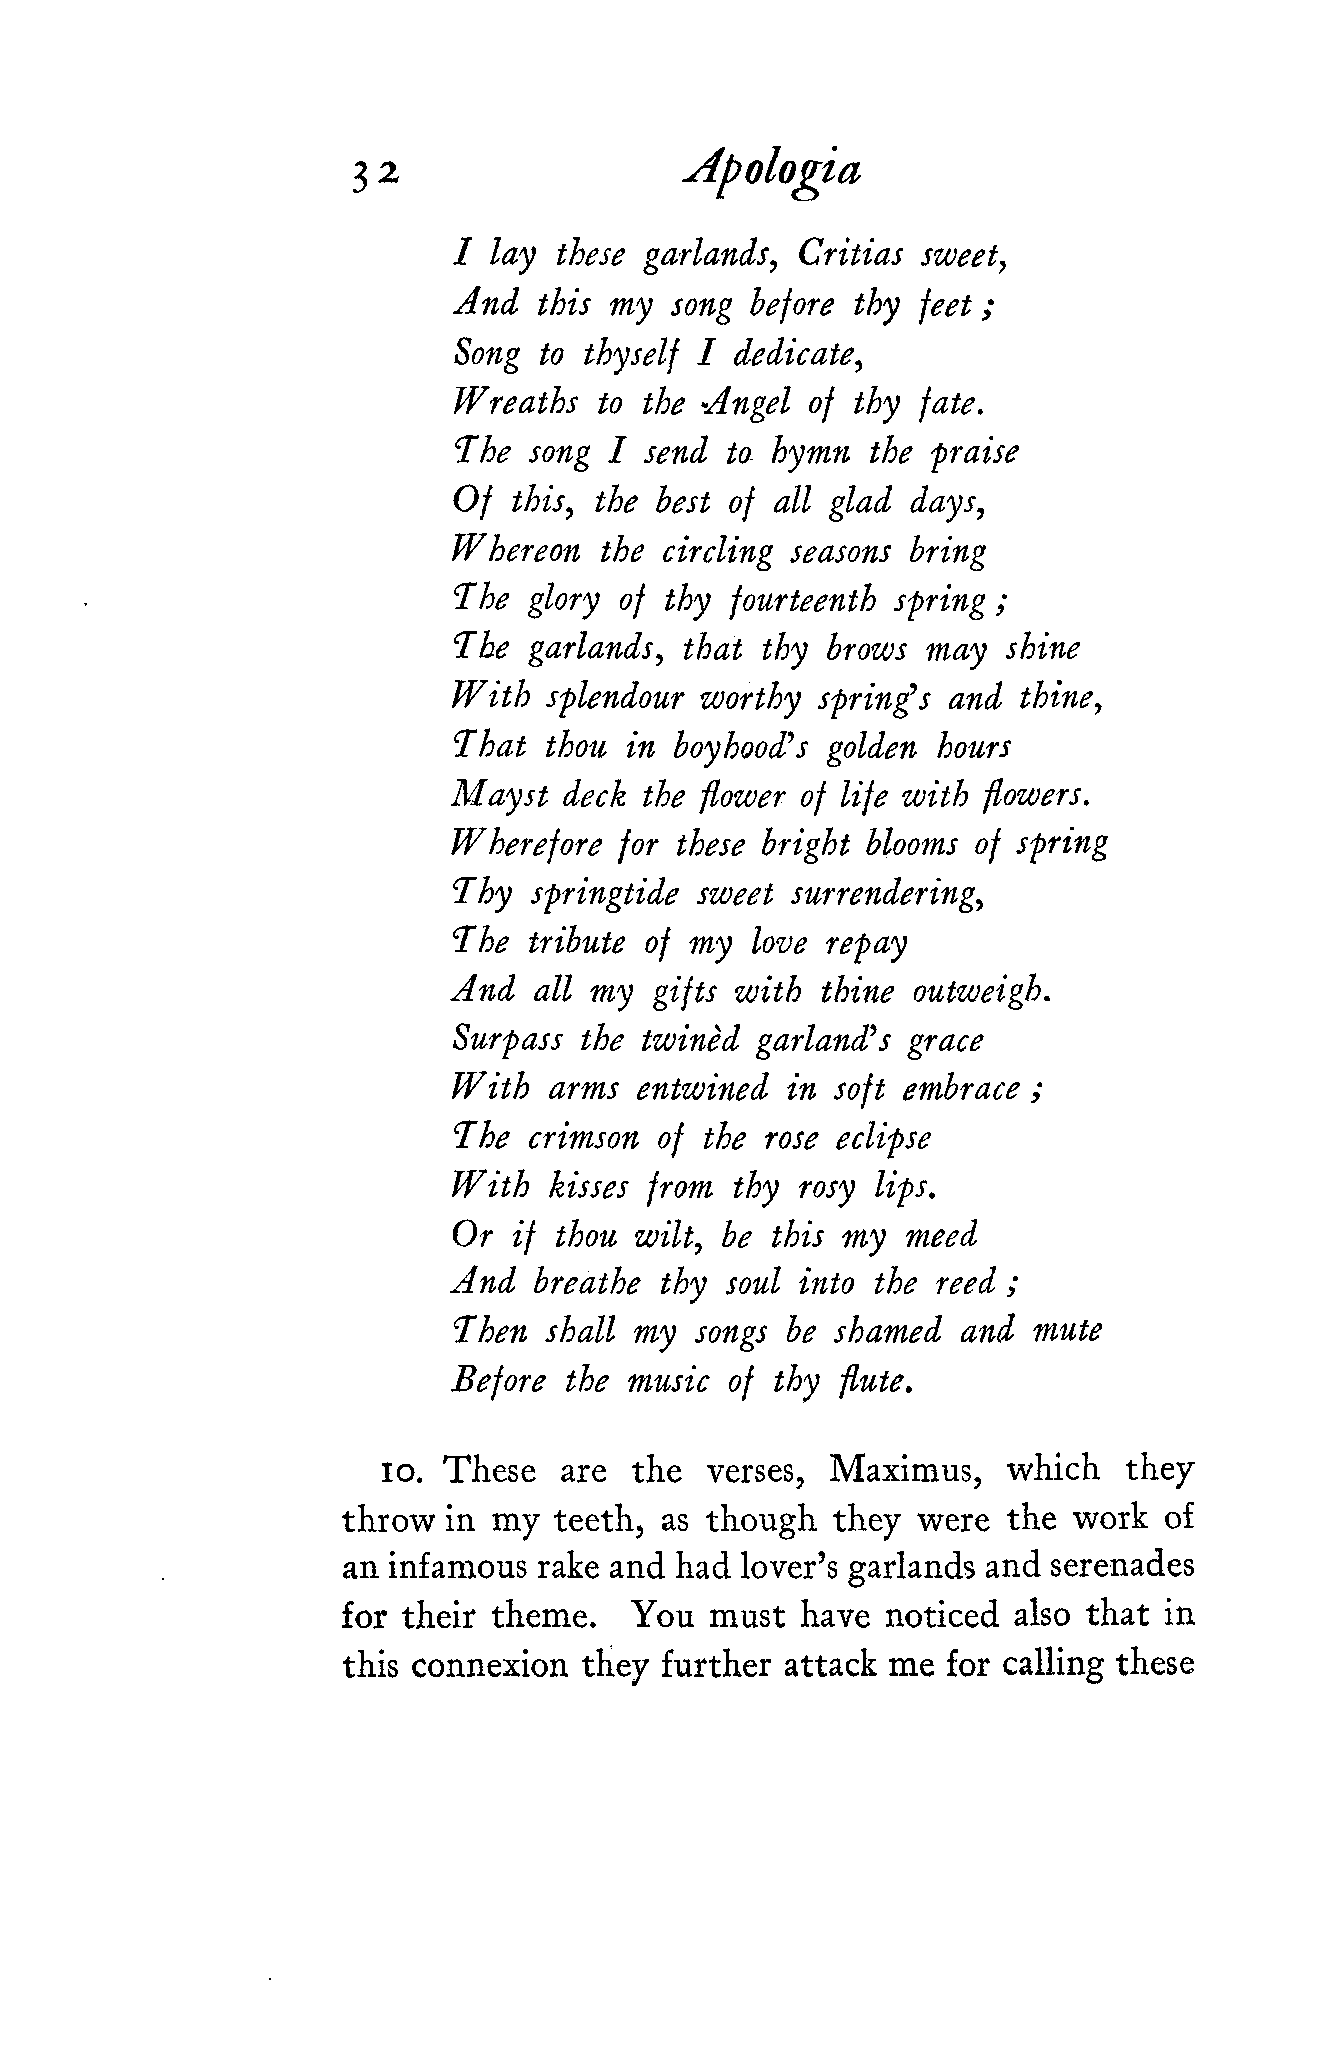 32 Apologia
I lay these garlands, Critias sweet,
And this my song before thy feet ;
Song to thyself I dedicate,
Wreaths to the Angel of thy fate.
The song I send to hymn the praise
Of this, the best of all glad days,
Whereon the circling seasons bring
The glory of thy fourteenth spring ;
The garlands, that thy brows may shine
With splendour worthy spring's and thine,
That thou in boyhood's golden hours
Mayst deck the flower of life with flowers.
Wherefore for these bright blooms of spring
Thy springtide sweet surrendering,
The tribute of my love repay
And all my gifts with thine outweigh.
Surpass the twinèd garland's grace
With arms entwined in soft embrace ;
The crimson of the rose eclipse
With kisses from thy rosy lips.
Or if thou wilt, be this my meed
And breathe thy soul into the reed ;
Then shall my songs be shamed and mute
Before the music of thy flute.
10. These are the verses, Maximus, which they
throw in my teeth, as though they were the work of
an infamous rake and had lover's garlands and serenades
for their theme. You must have noticed also that in
this connexion they further attack me for calling these